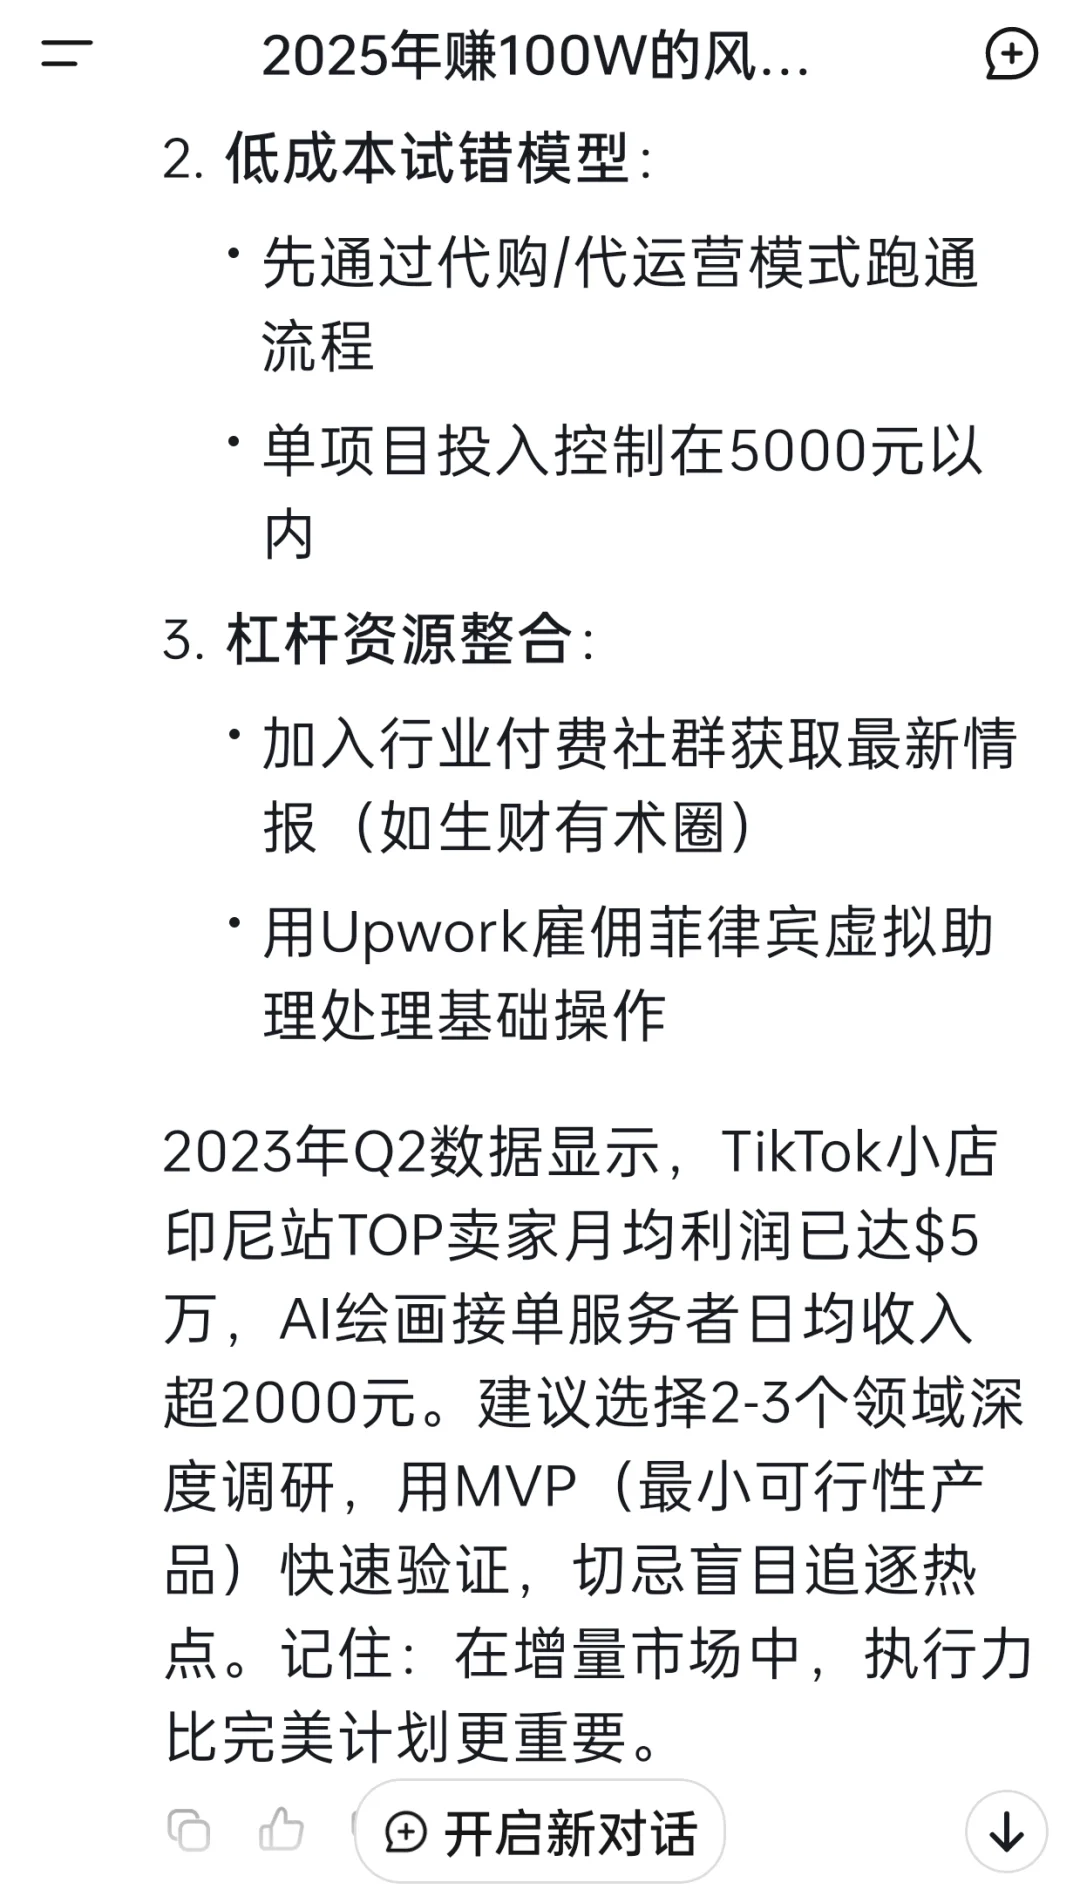 2025年赚100W的风...
2. 低成本试错模型：
• 先通过代购/代运营模式跑通
流程
• 单项目投入控制在5000元以
内
3. 杠杆资源整合：
• 加入行业付费社群获取最新情
报（如生财有术圈）
• 用Upwork雇佣菲律宾虚拟助
理处理基础操作
2023年Q2数据显示，TikTok小店
印尼站TOP卖家月均利润已达$5
万，AI绘画接单服务者日均收入
超2000元。建议选择2-3个领域深
度调研，用MVP（最小可行性产
品）快速验证，切忌盲目追逐热
点。记住：在增量市场中，执行力
比完美计划更重要。
开启新对话